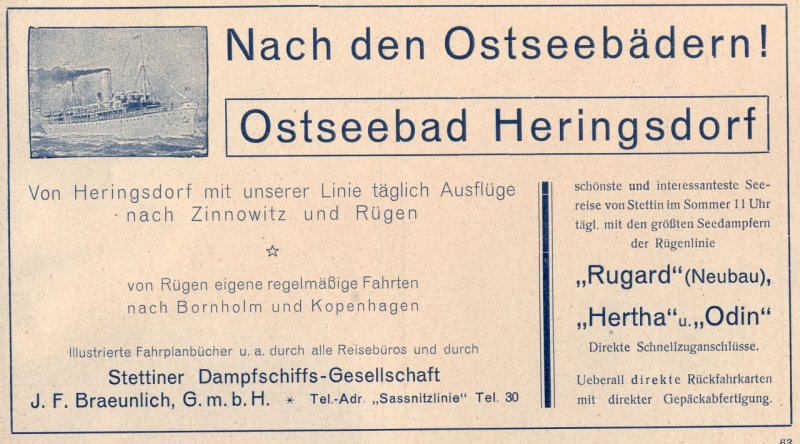 Nach den Ostseebädern!
Ostseebad Heringsdorf
Von Heringsdorf mit unserer Linie täglich Ausflüge
nach Zinnowitz und Rügen
☆
von Rügen eigene regelmäßige Fahrten
nach Bornholm und Kopenhagen
Illustrierte Fahrplanbücher u. a. durch alle Reisebüros und durch
Stettiner Dampfschiffs-Gesellschaft
J. F. Braeunlich, G. m. b. H. * Tel.-Adr. „Sassnitzlinie" Tel. 30
schönste und interessanteste See-
reise von Stettin im Sommer 11 Uhr
tägl. mit den größten Seedampfern
der Rügenlinie
„Rugard" (Neubau),
„Hertha" u. „Odin"
Direkte Schnellzuganschlüsse.
Ueberall direkte Rückfahrkarten
mit direkter Gepäckabfertigung.